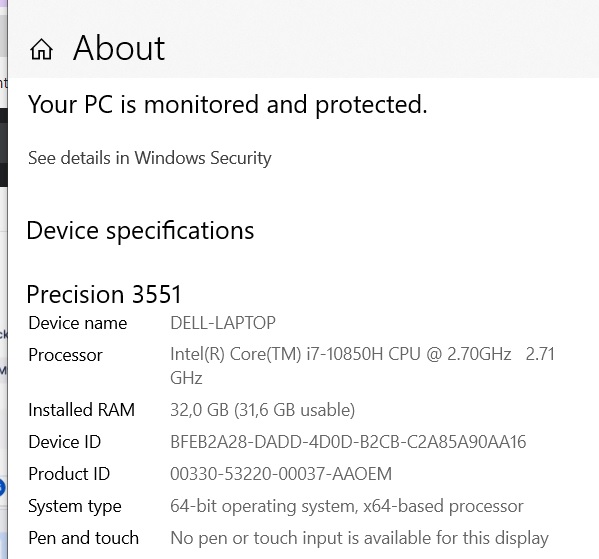 About
Your PC is monitored and protected.
See details in Windows Security
Device specifications
Precision 3551
Device name DELL-LAPTOP
Processor Intel(R) Core(TM) i7-10850H CPU @ 2.70GHz 2.71
GHz
Installed RAM 32,0 GB (31,6 GB usable)
Device ID BFEB2A28-DADD-4D0D-B2CB-C2A85A90AA16
Product ID 00330-53220-00037-AAOEM
System type 64-bit operating system, x64-based processor
Pen and touch No pen or touch input is available for this display